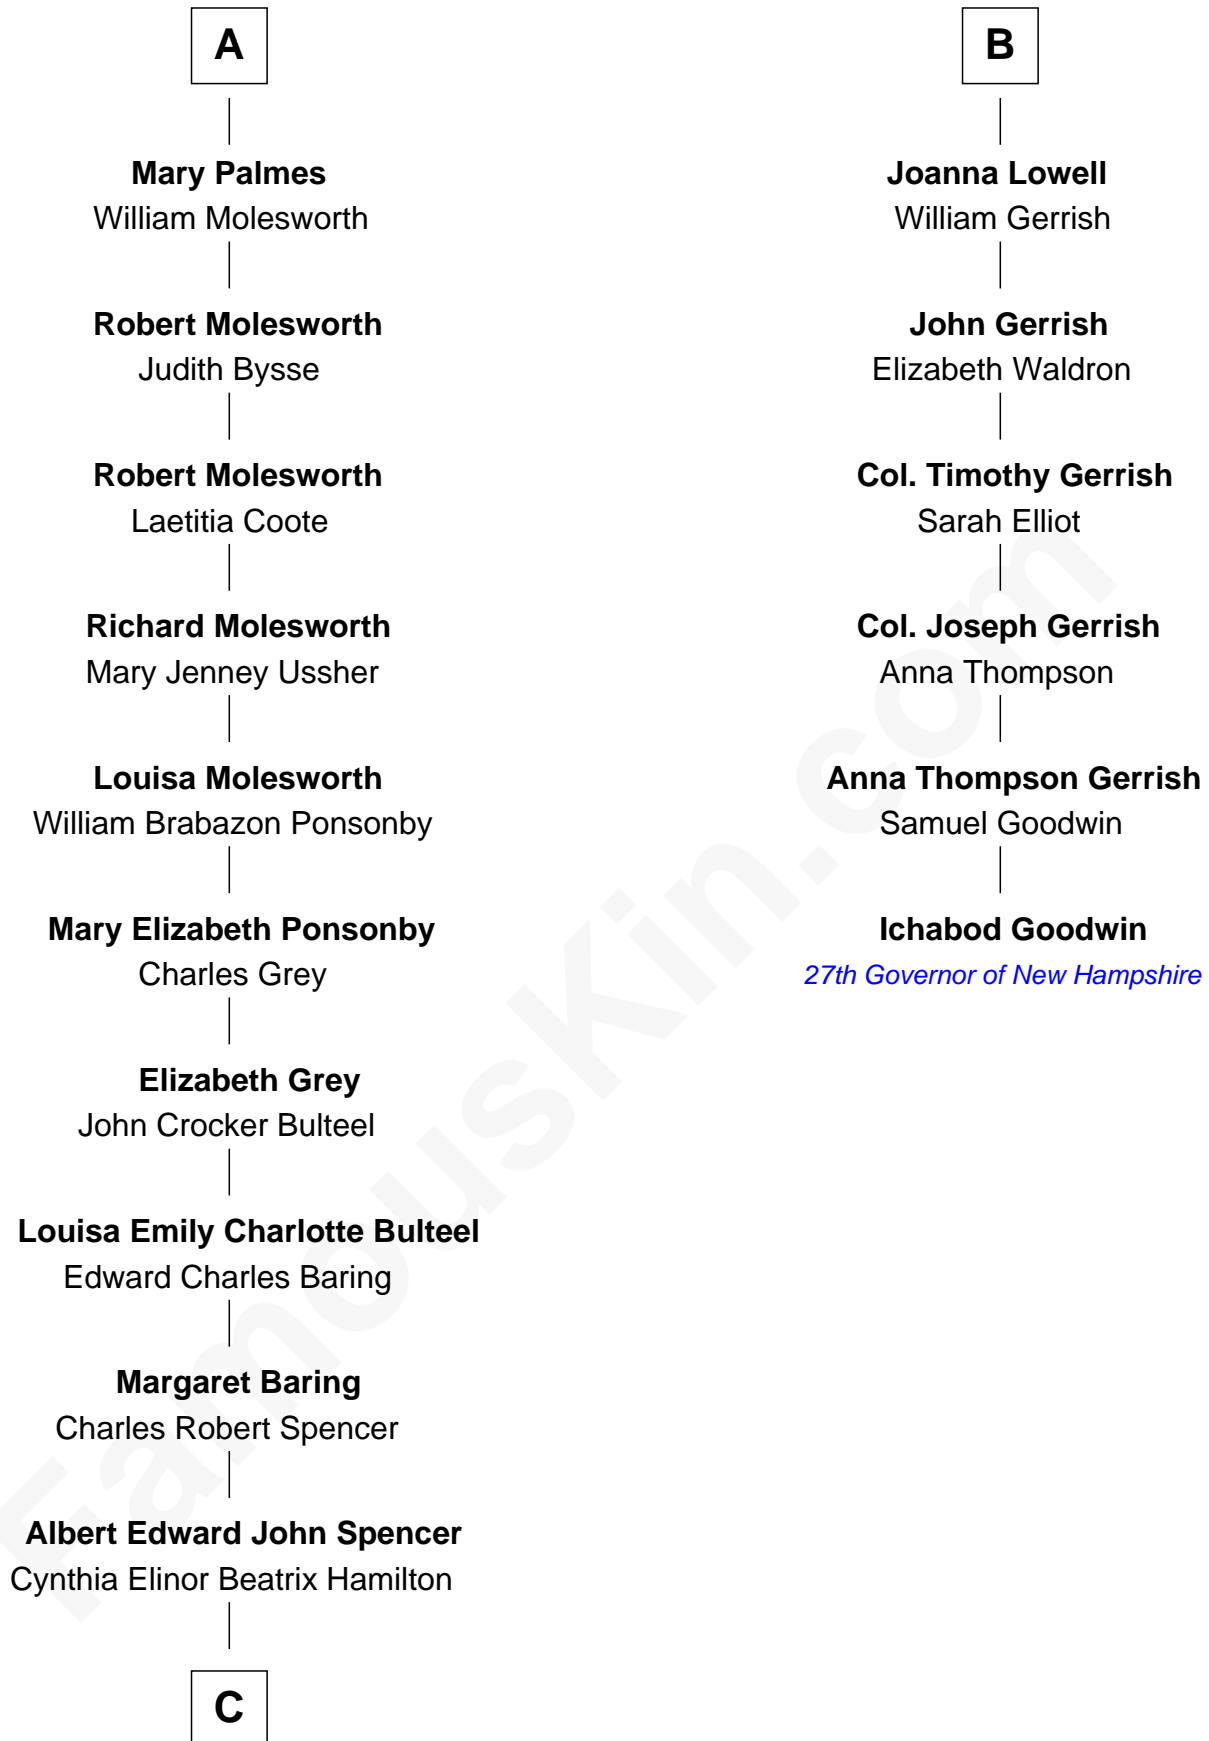 A
Mary Palmes
William Molesworth
Robert Molesworth
Judith Bysse
Robert Molesworth
Laetitia Coote
Richard Molesworth
Mary Jenney Ussher
Louisa Molesworth
William Brabazon Ponsonby
Mary Elizabeth Ponsonby
Charles Grey
Elizabeth Grey
John Crocker Bulteel
Louisa Emily Charlotte Bulteel
Edward Charles Baring
Margaret Baring
Charles Robert Spencer
Albert Edward John Spencer
Cynthia Elinor Beatrix Hamilton
C
B
Joanna Lowell
William Gerrish
John Gerrish
Elizabeth Waldron
Col. Timothy Gerrish
Sarah Elliot
Col. Joseph Gerrish
Anna Thompson
Anna Thompson Gerrish
Samuel Goodwin
Ichabod Goodwin
27th Governor of New Hampshire
FamousKin.com